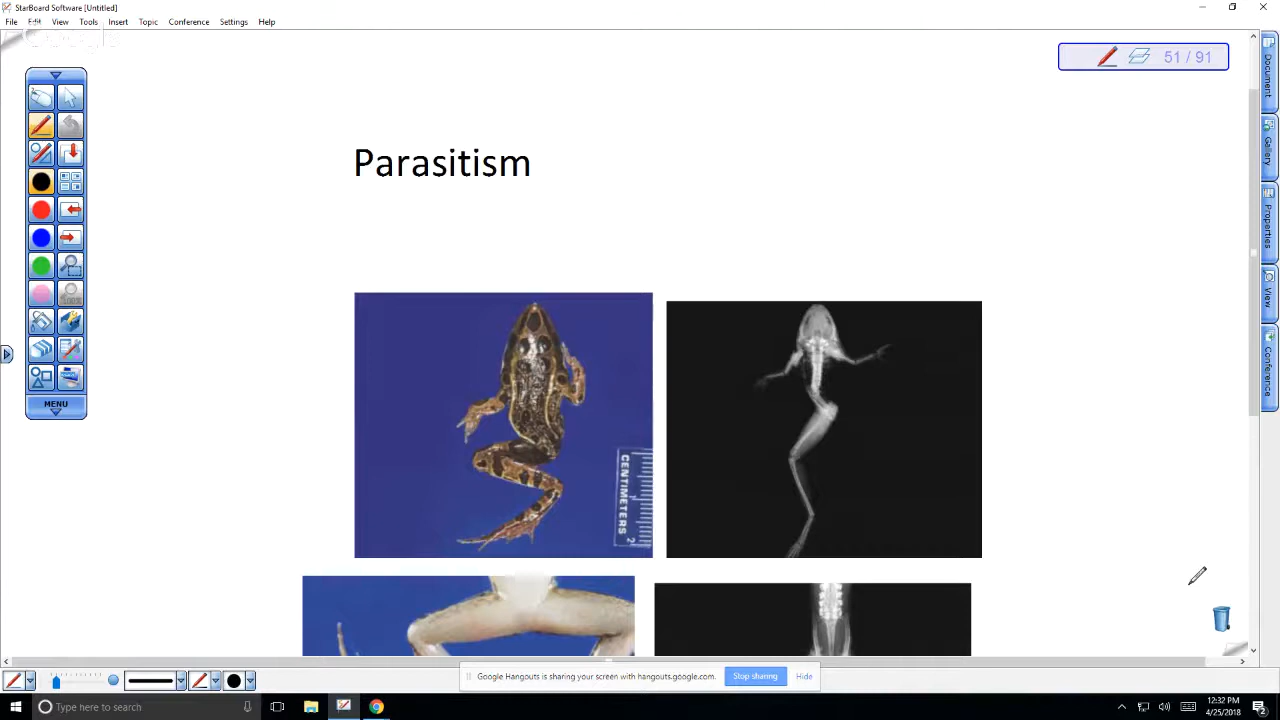 StarBoard Software [Untitled]
File Edit View Tools Insert Topic Conference Settings Help
51 / 91
Document
Gallery
Properties
View
Conference
MENU
Parasitism
CENTIMETERS
2
Google Hangouts is sharing your screen with hangouts.google.com.
Stop sharing
Hide
Type here to search
12:32 PM
4/25/2018
2